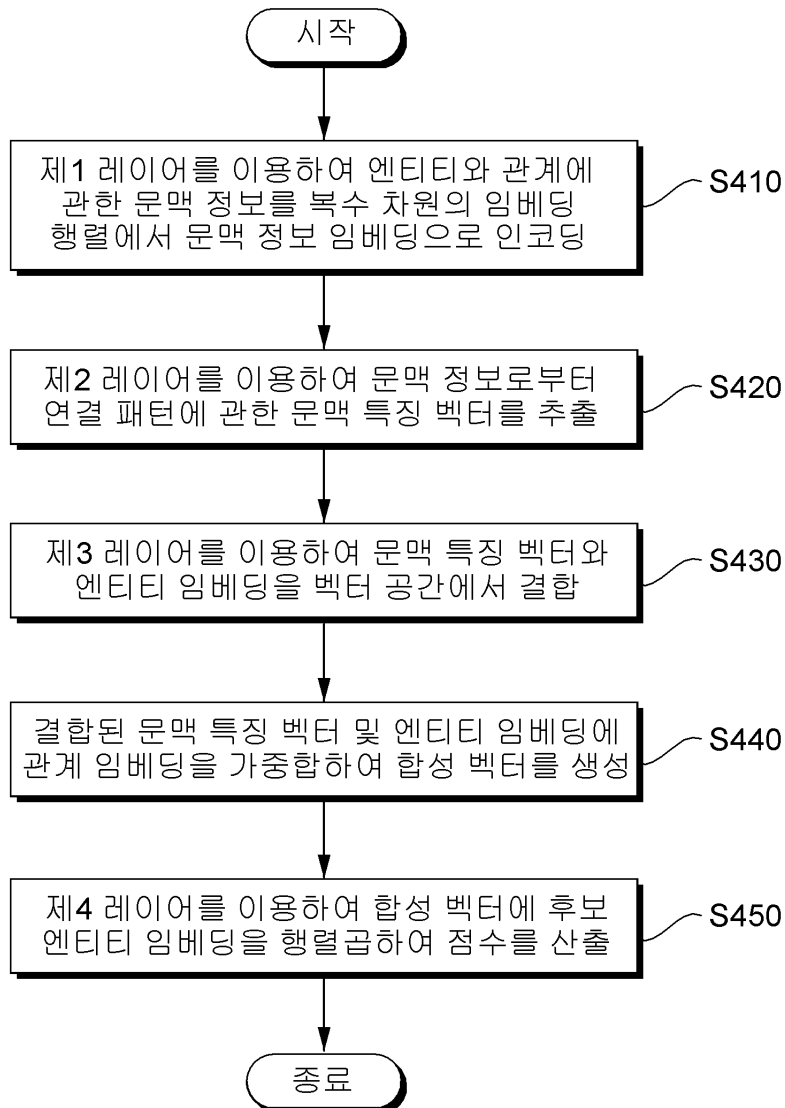 시작
제1 레이어를 이용하여 엔티티와 관계에
관한 문맥 정보를 복수 차원의 임베딩
행렬에서 문맥 정보 임베딩으로 인코딩
S410
제2 레이어를 이용하여 문맥 정보로부터
연결 패턴에 관한 문맥 특징 벡터를 추출
S420
제3 레이어를 이용하여 문맥 특징 벡터와
엔티티 임베딩을 벡터 공간에서 결합
S430
결합된 문맥 특징 벡터 및 엔티티 임베딩에
관계 임베딩을 가중합하여 합성 벡터를 생성
S440
제4 레이어를 이용하여 합성 벡터에 후보
엔티티 임베딩을 행렬곱하여 점수를 산출
S450
종료